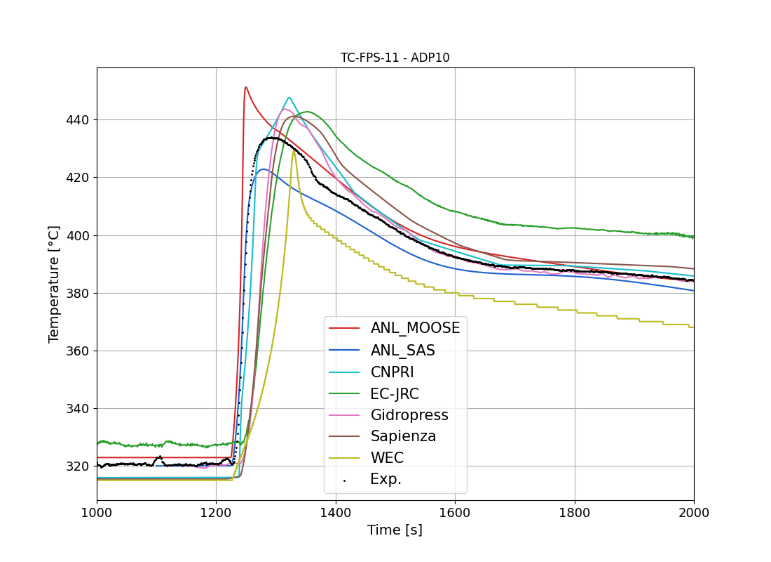 TC-FPS-11 - ADP10
Temperature [°C]
440
420
400
380
360
340
320
ANL_MOOSE
ANL_SAS
CNPRI
EC-JRC
Gidropress
Sapienza
WEC
Exp.
1000 1200 1400 1600 1800 2000
Time [s]